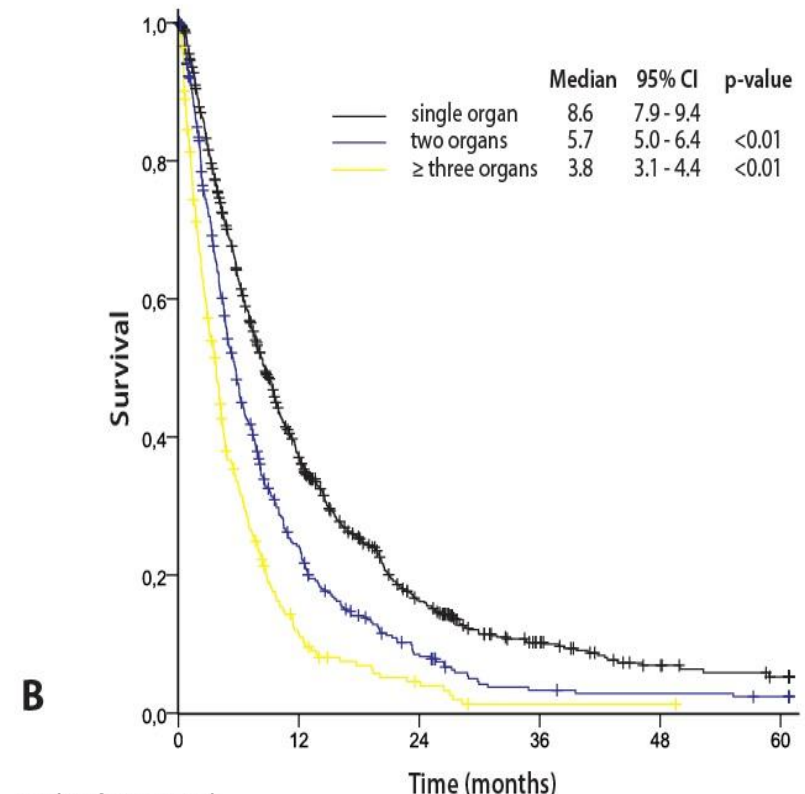 Median 95% CI p-value
single organ 8.6 7.9 - 9.4
two organs 5.7 5.0 - 6.4 <0.01
≥ three organs 3.8 3.1 - 4.4 <0.01
1,0
0,8
0,6
0,4
0,2
0,0
Survival
B
0 12 24 36 48 60
Time (months)